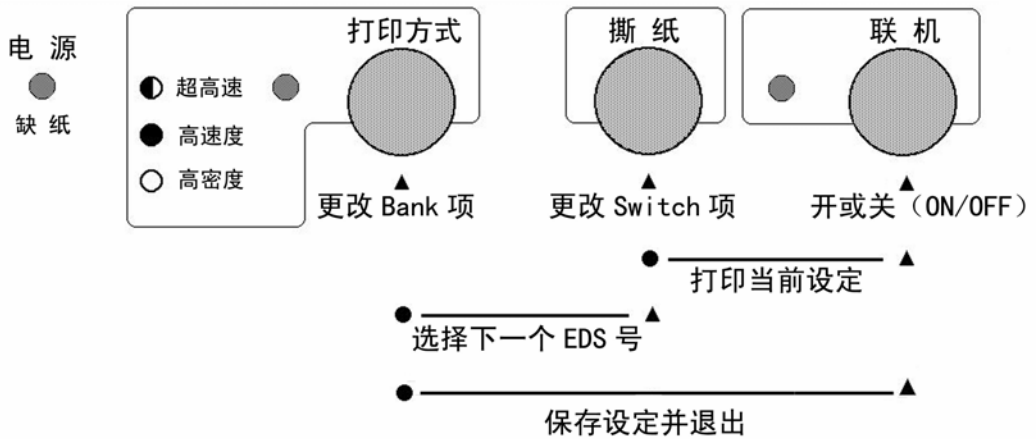 电 源
缺 纸
打印方式
超高速
高速度
高密度
撕 纸
联 机
更改 Bank 项
更改 Switch 项
开或关（ON/OFF）
打印当前设定
选择下一个 EDS 号
保存设定并退出